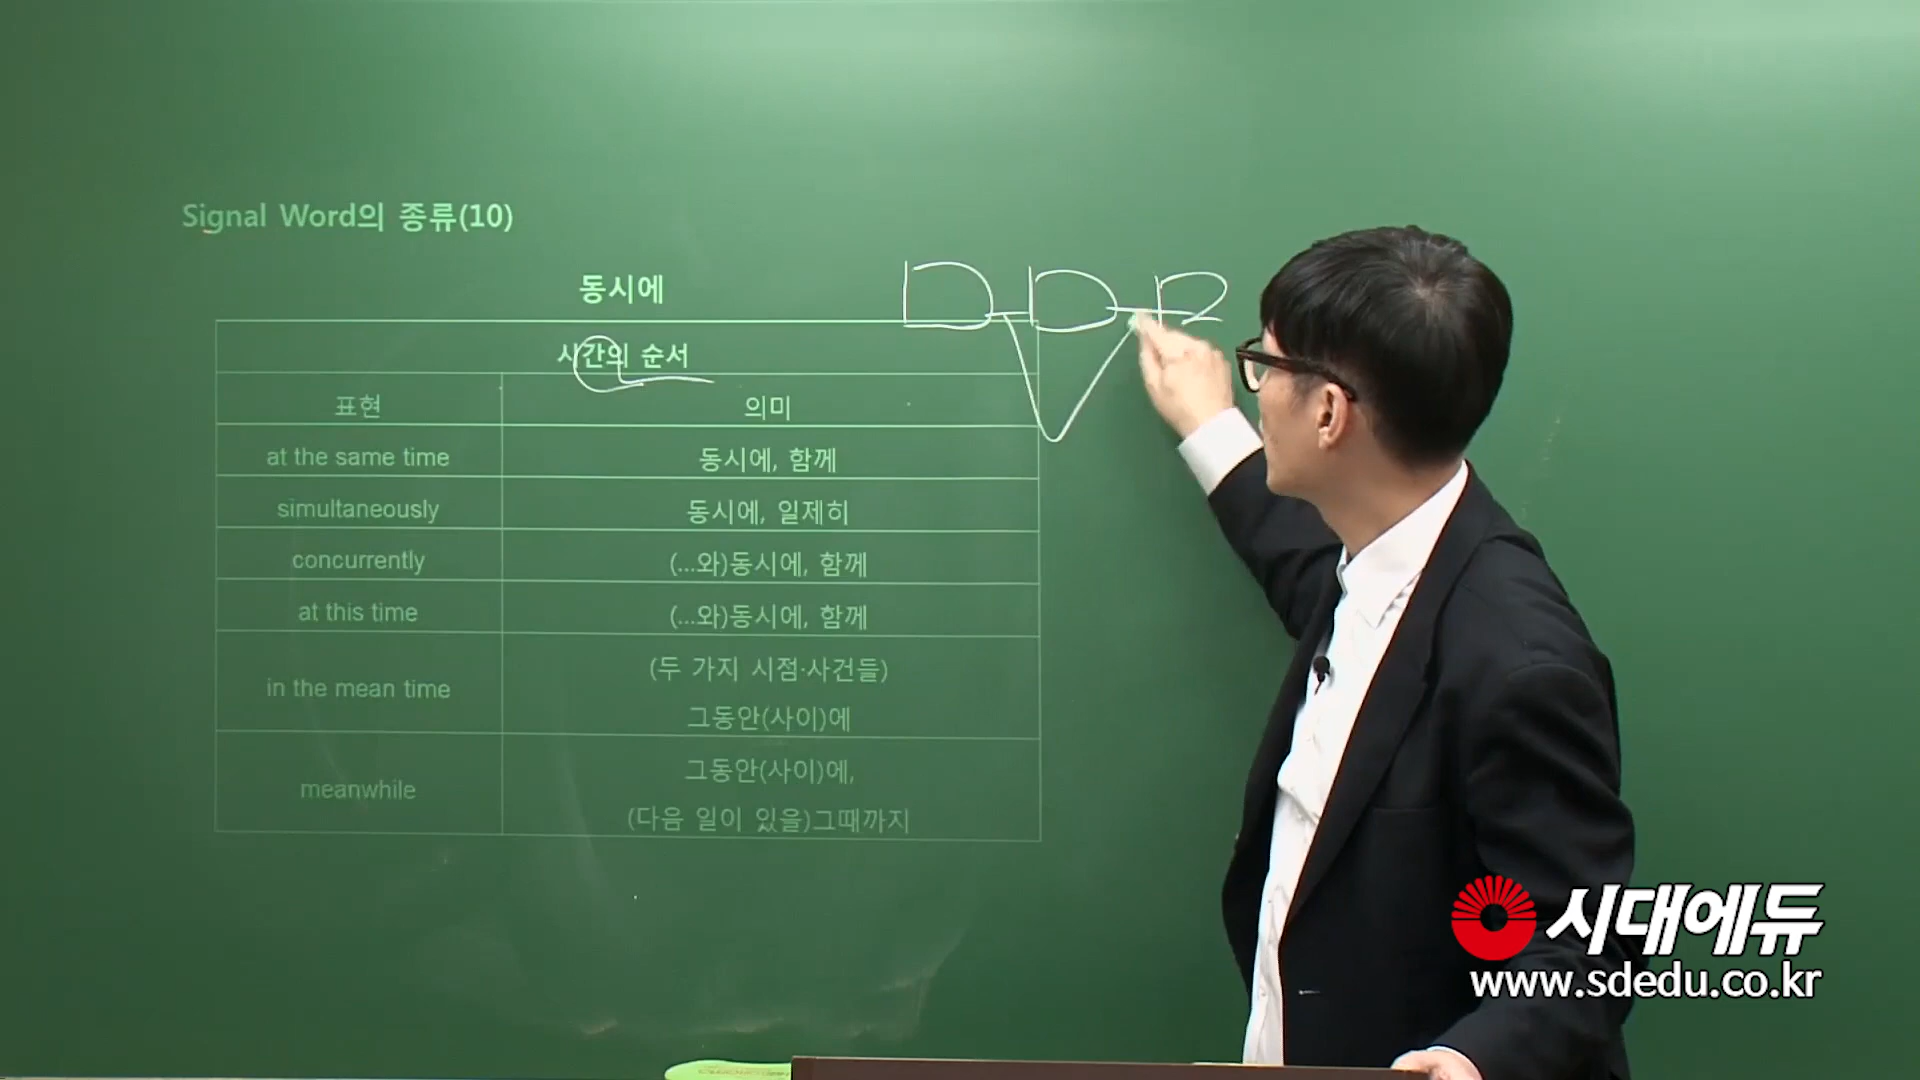 Signal Word의 종류(10)
동시에
시간의 순서
표현 의미
at the same time 동시에, 함께
simultaneously 동시에, 일제히
concurrently (...와)동시에, 함께
at this time (...와)동시에, 함께
in the mean time (두 가지 시점·사건들)
그동안(사이)에
meanwhile 그동안(사이)에,
(다음 일이 있을)그때까지
시대에듀
www.sdedu.co.kr